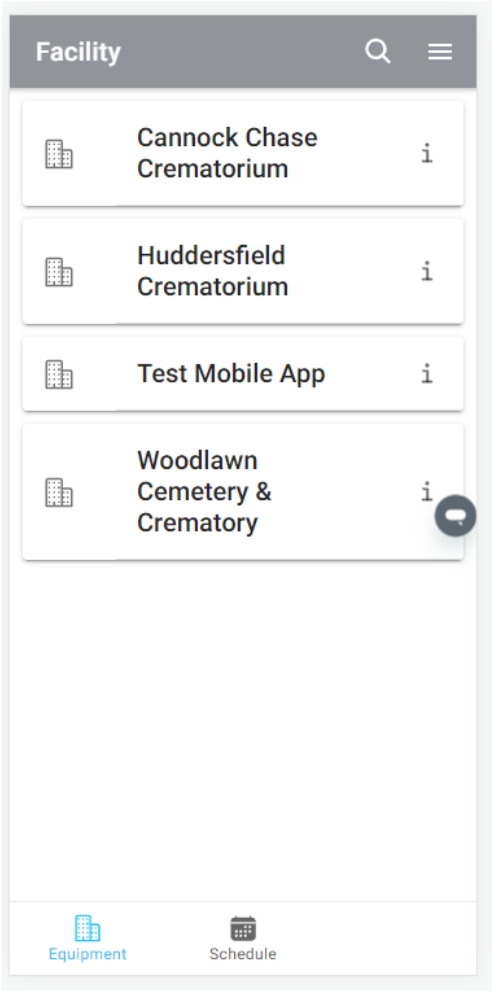 Facility
Cannock Chase
Crematorium
i
Huddersfield
Crematorium
i
Test Mobile App
i
Woodlawn
Cemetery &
Crematory
i
Equipment
Schedule